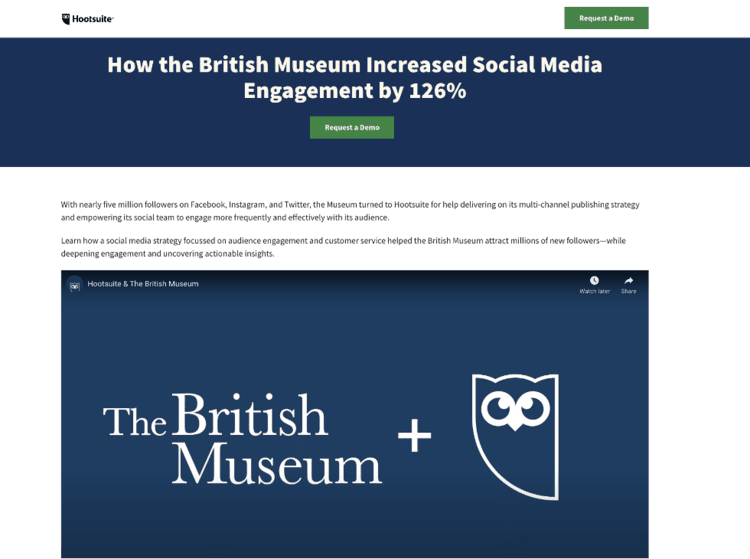 Hootsuite
Request a Demo
How the British Museum Increased Social Media
Engagement by 126%
Request a Demo
With nearly five million followers on Facebook, Instagram, and Twitter, the Museum turned to Hootsuite for help delivering on its multi-channel publishing strategy
and empowering its social team to engage more frequently and effectively with its audience.
Learn how a social media strategy focussed on audience engagement and customer service helped the British Museum attract millions of new followers—while
deepening engagement and uncovering actionable insights.
Hootsuite & The British Museum
Watch later
Share
The British
Museum
+